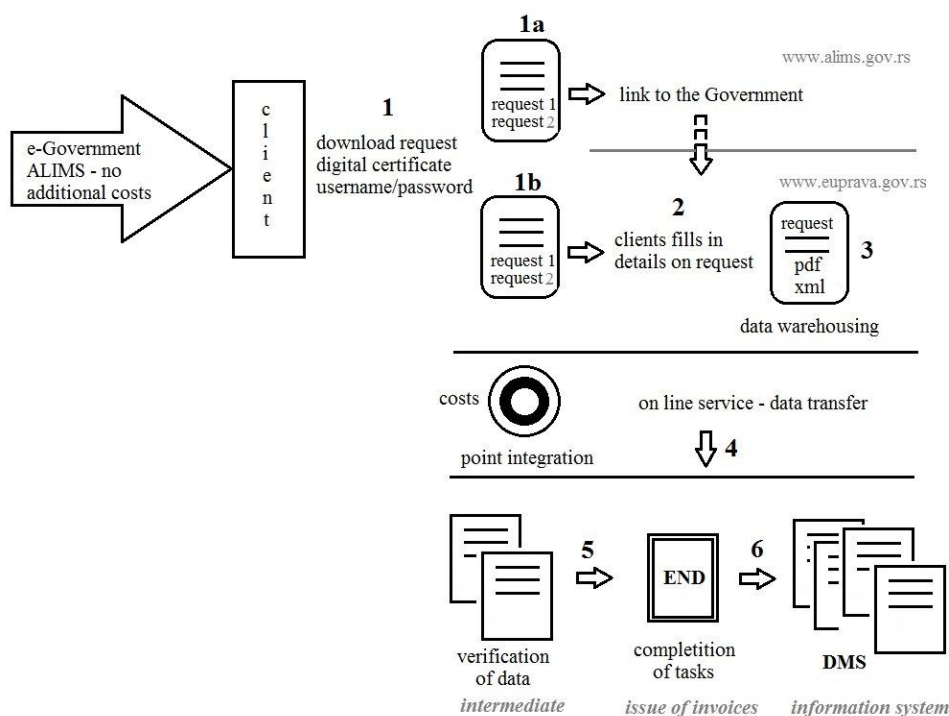 1a
www.alims.gov.rs
request 1
request 2
link to the Government
e-Government
ALIMS - no
additional costs
client
1
download request
digital certificate
username/password
www.euprava.gov.rs
1b
request 1
request 2
2
clients fills in
details on request
request
pdf
xml
3
data warehousing
costs
point integration
on line service - data transfer
4
5
END
6
verification
of data
completition
of tasks
DMS
intermediate
issue of invoices
information system